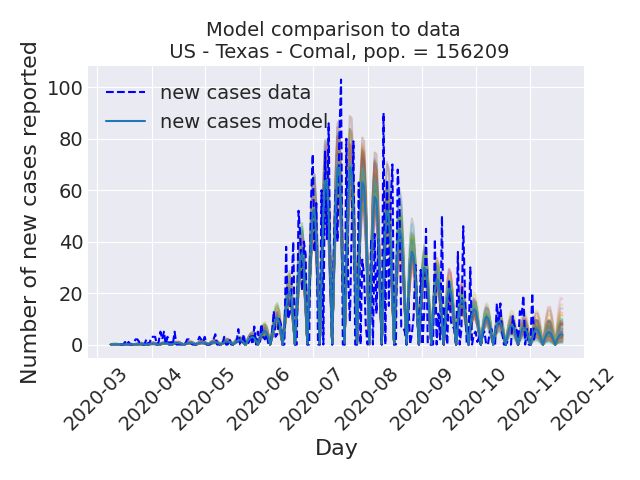 Model comparison to data
US - Texas - Comal, pop. = 156209
Number of new cases reported
100
80
60
40
20
0
new cases data
new cases model
2020-03
2020-04
2020-05
2020-06
2020-07
2020-08
2020-09
2020-10
2020-11
2020-12
Day